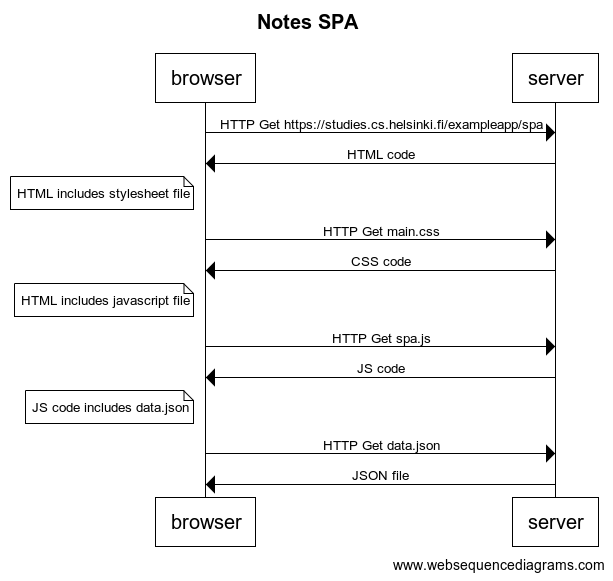 Notes SPA
browser
server
HTTP Get https://studies.cs.helsinki.fi/exampleapp/spa
HTML code
HTML includes stylesheet file
HTTP Get main.css
CSS code
HTML includes javascript file
HTTP Get spa.js
JS code
JS code includes data.json
HTTP Get data.json
JSON file
browser
server
www.websequencediagrams.com